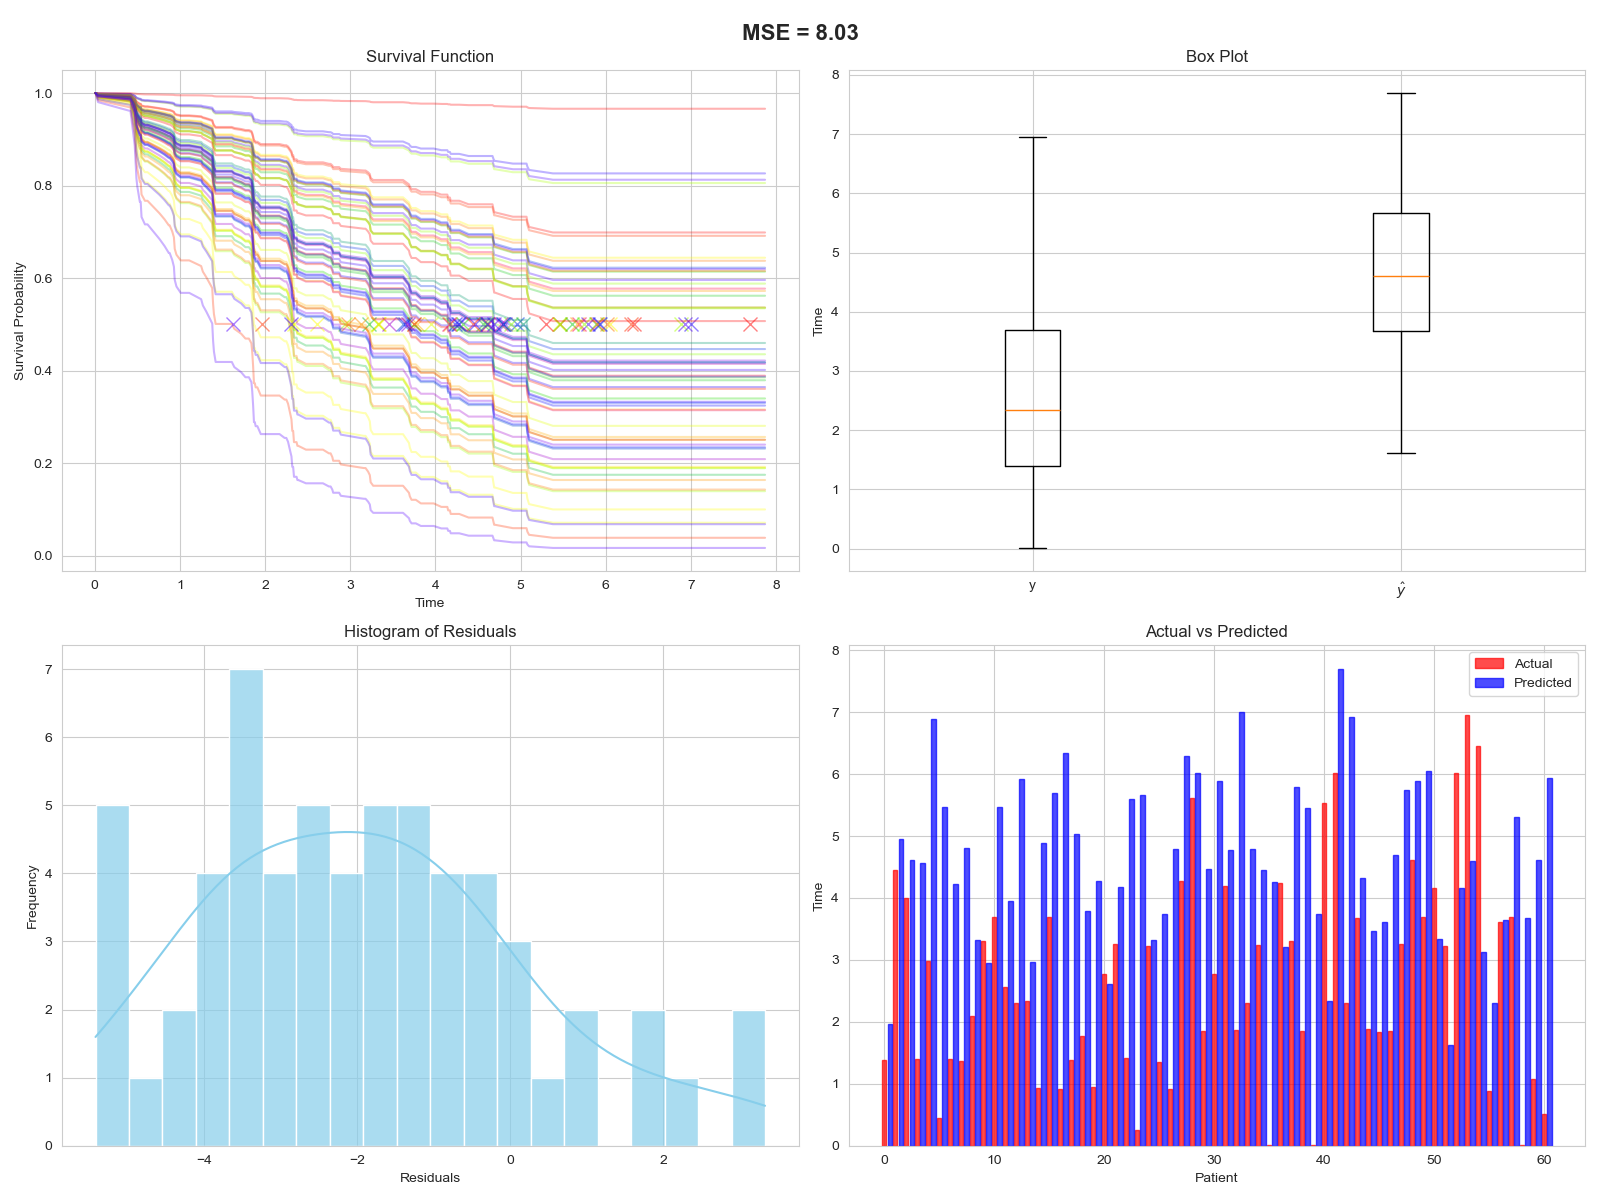 MSE = 8.03
Survival Function
Survival Probability
1.0
0.8
0.6
0.4
0.2
0.0
0 1 2 3 4 5 6 7 8
Time
Box Plot
Time
8
7
6
5
4
3
2
1
0
y ŷ
Histogram of Residuals
Frequency
7
6
5
4
3
2
1
0
−4 −2 0 2
Residuals
Actual vs Predicted
Time
8
7
6
5
4
3
2
1
0
Actual
Predicted
0 10 20 30 40 50 60
Patient